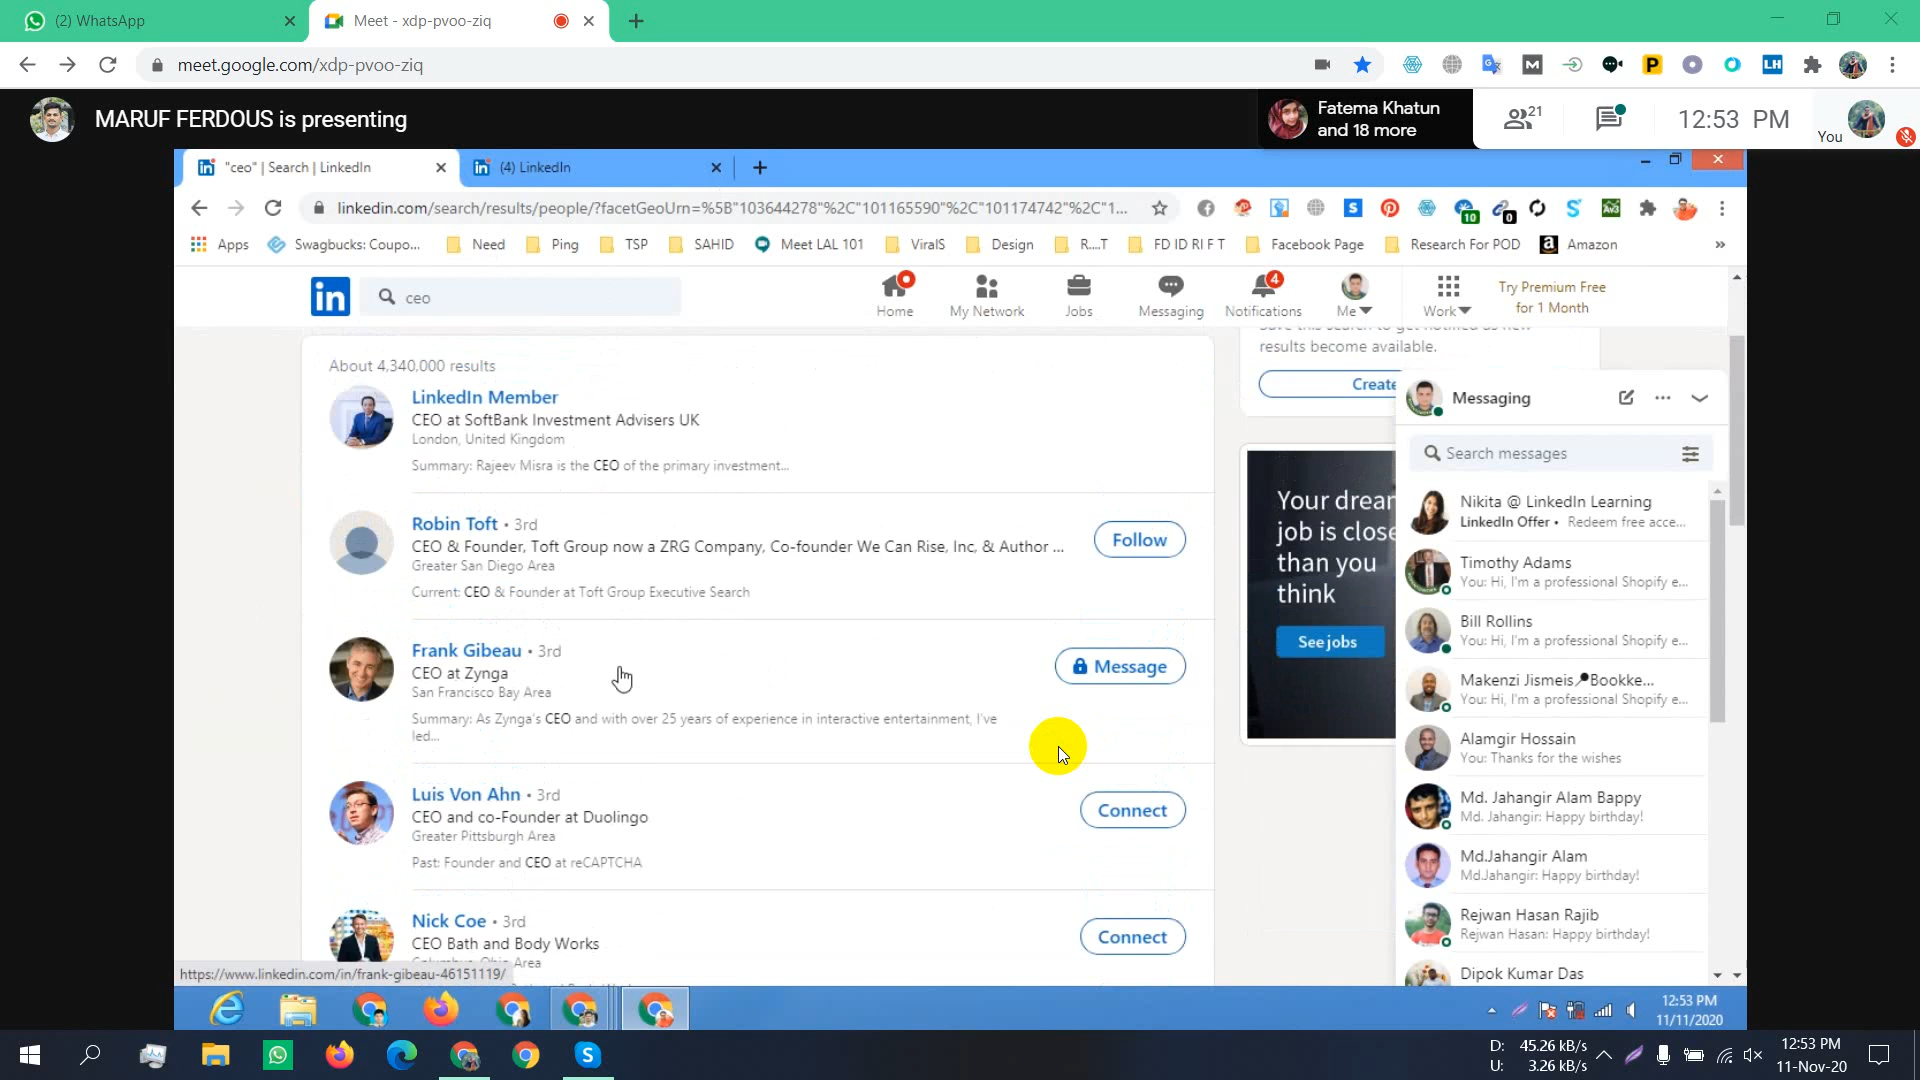 (2) WhatsApp
Meet - xdp-pvoo-ziq
meet.google.com/xdp-pvoo-ziq
MARUF FERDOUS is presenting
Fatema Khatun
and 18 more
21
12:53 PM
You
"ceo" | Search | LinkedIn
(4) LinkedIn
linkedin.com/search/results/people/?facetGeoUrn=%5B"103644278"%2C"101165590"%2C"101174742"%2C"1...
Apps
Swagbucks: Coupo...
Need
Ping
TSP
SAHID
Meet LAL 101
ViralS
Design
R....T
FD ID RI F T
Facebook Page
Research For POD
Amazon
»
ceo
Home
My Network
Jobs
Messaging
4
Notifications
Me
Work
Try Premium Free
for 1 Month
About 4,340,000 results
LinkedIn Member
CEO at SoftBank Investment Advisers UK
London, United Kingdom
Summary: Rajeev Misra is the CEO of the primary investment...
Robin Toft • 3rd
CEO & Founder, Toft Group now a ZRG Company, Co-founder We Can Rise, Inc, & Author ...
Greater San Diego Area
Current: CEO & Founder at Toft Group Executive Search
Follow
Frank Gibeau • 3rd
CEO at Zynga
San Francisco Bay Area
Summary: As Zynga's CEO and with over 25 years of experience in interactive entertainment, I've
led...
Message
Luis Von Ahn • 3rd
CEO and co-Founder at Duolingo
Greater Pittsburgh Area
Past: Founder and CEO at reCAPTCHA
Connect
Nick Coe • 3rd
CEO Bath and Body Works
Area
Connect
https://www.linkedin.com/in/frank-gibeau-46151119/
results become available.
Create
Your dream
job is close
than you
think
See jobs
Messaging
Search messages
Nikita @ LinkedIn Learning
LinkedIn Offer • Redeem free acce...
Timothy Adams
You: Hi, I'm a professional Shopify e...
Bill Rollins
You: Hi, I'm a professional Shopify e...
Makenzi Jismeis Bookke...
You: Hi, I'm a professional Shopify e...
Alamgir Hossain
You: Thanks for the wishes
Md. Jahangir Alam Bappy
Md. Jahangir: Happy birthday!
Md.Jahangir Alam
Md.Jahangir: Happy birthday!
Rejwan Hasan Rajib
Rejwan Hasan: Happy birthday!
Dipok Kumar Das
12:53 PM
11/11/2020
D: 45.26 kB/s
U: 3.26 kB/s
12:53 PM
11-Nov-20